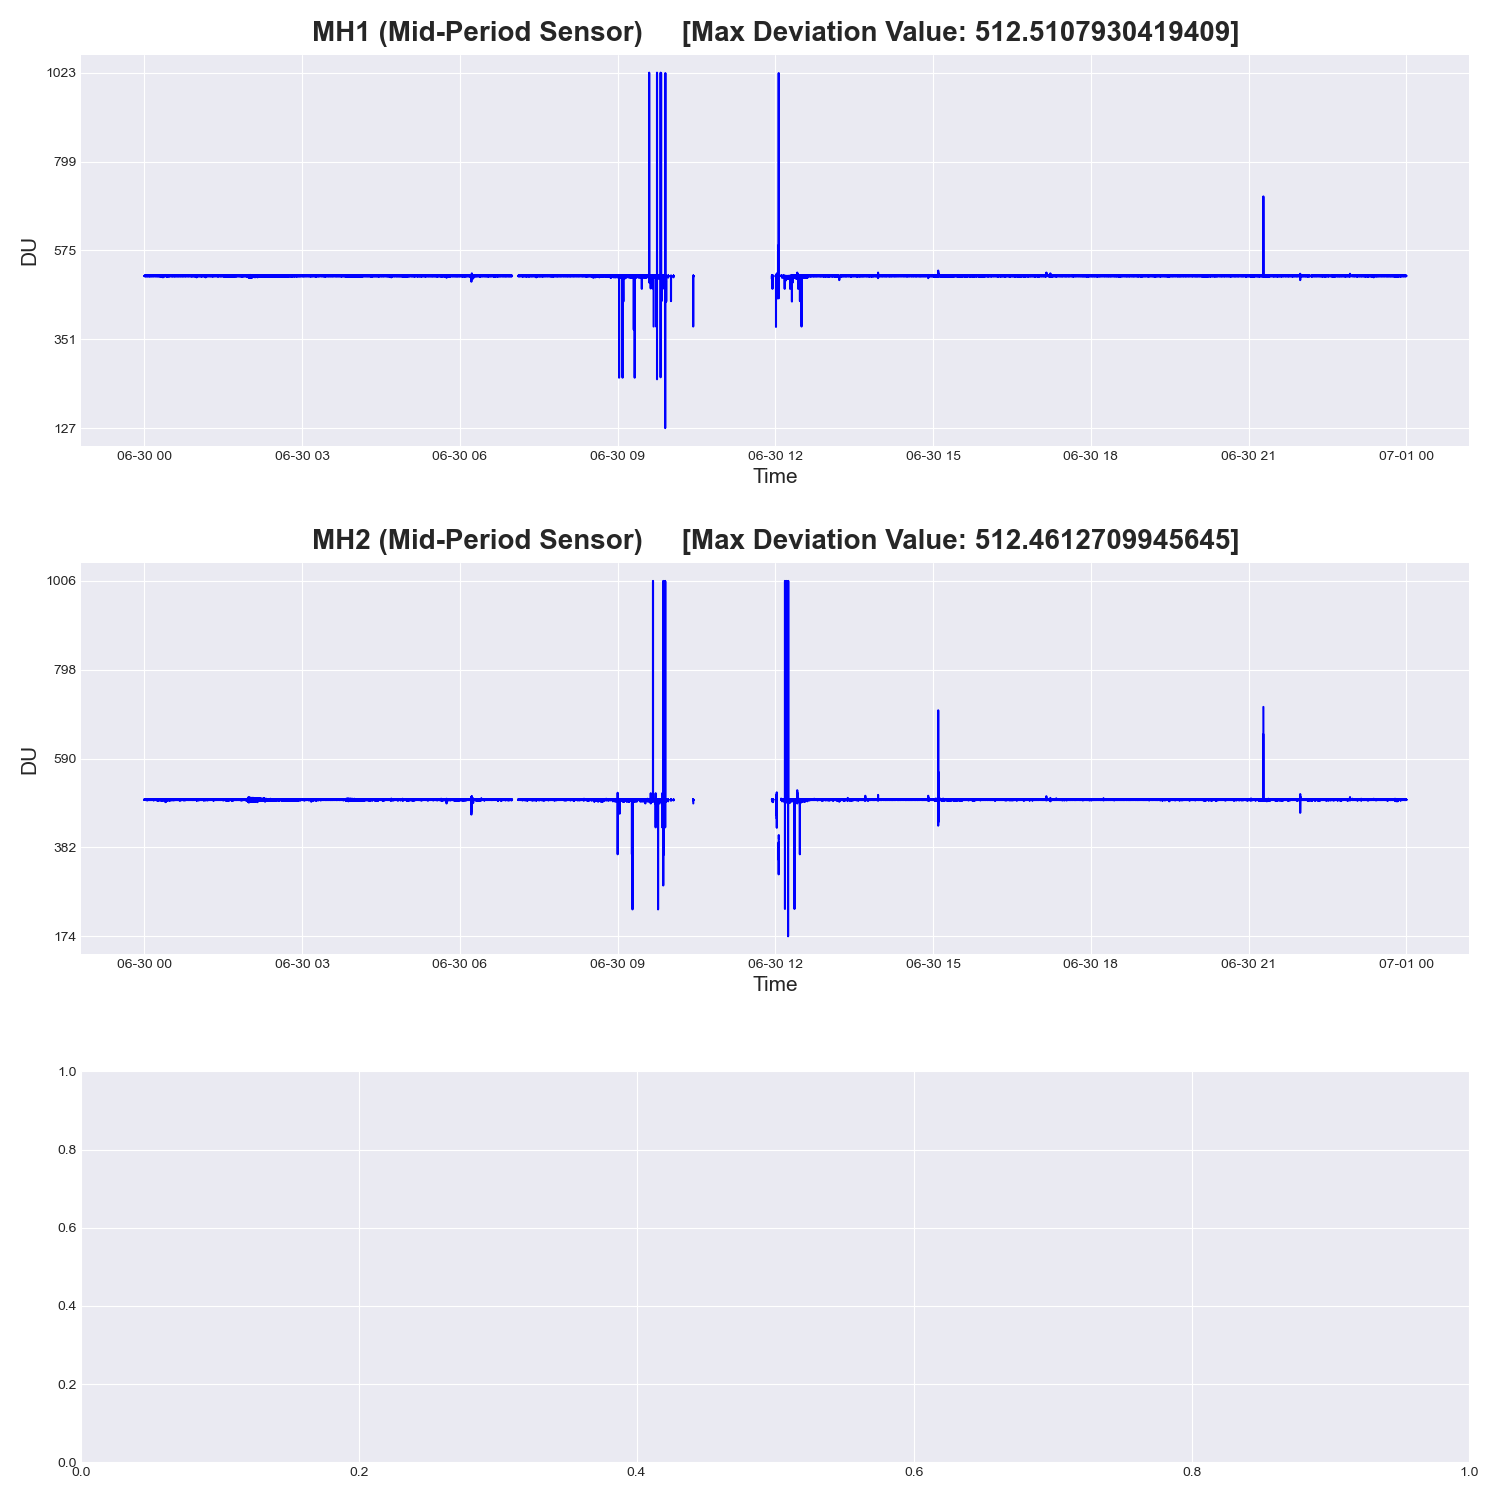 MH1 (Mid-Period Sensor)     [Max Deviation Value: 512.5107930419409]
1023
799
575
351
127
DU
06-30 00 06-30 03 06-30 06 06-30 09 06-30 12 06-30 15 06-30 18 06-30 21 07-01 00
Time
MH2 (Mid-Period Sensor)     [Max Deviation Value: 512.4612709945645]
1006
798
590
382
174
DU
06-30 00 06-30 03 06-30 06 06-30 09 06-30 12 06-30 15 06-30 18 06-30 21 07-01 00
Time
1.0
0.8
0.6
0.4
0.2
0.0
0.0 0.2 0.4 0.6 0.8 1.0